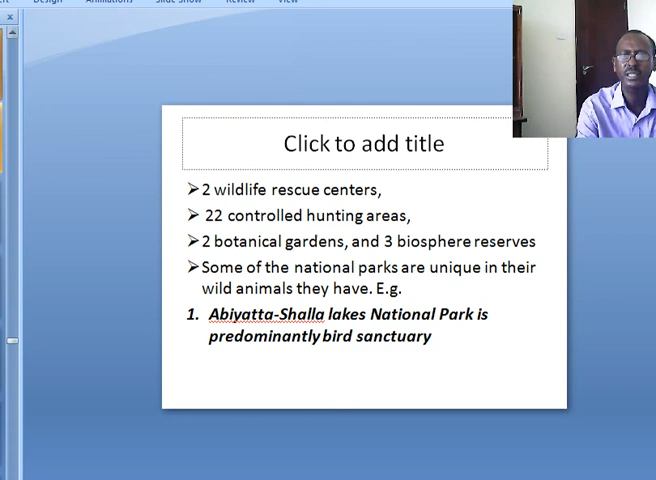 Design Animations Slide Show Review View
Click to add title
➢2 wildlife rescue centers,
➢ 22 controlled hunting areas,
➢2 botanical gardens, and 3 biosphere reserves
➢Some of the national parks are unique in their
wild animals they have. E.g.
1. Abiyatta-Shalla lakes National Park is
predominantly bird sanctuary